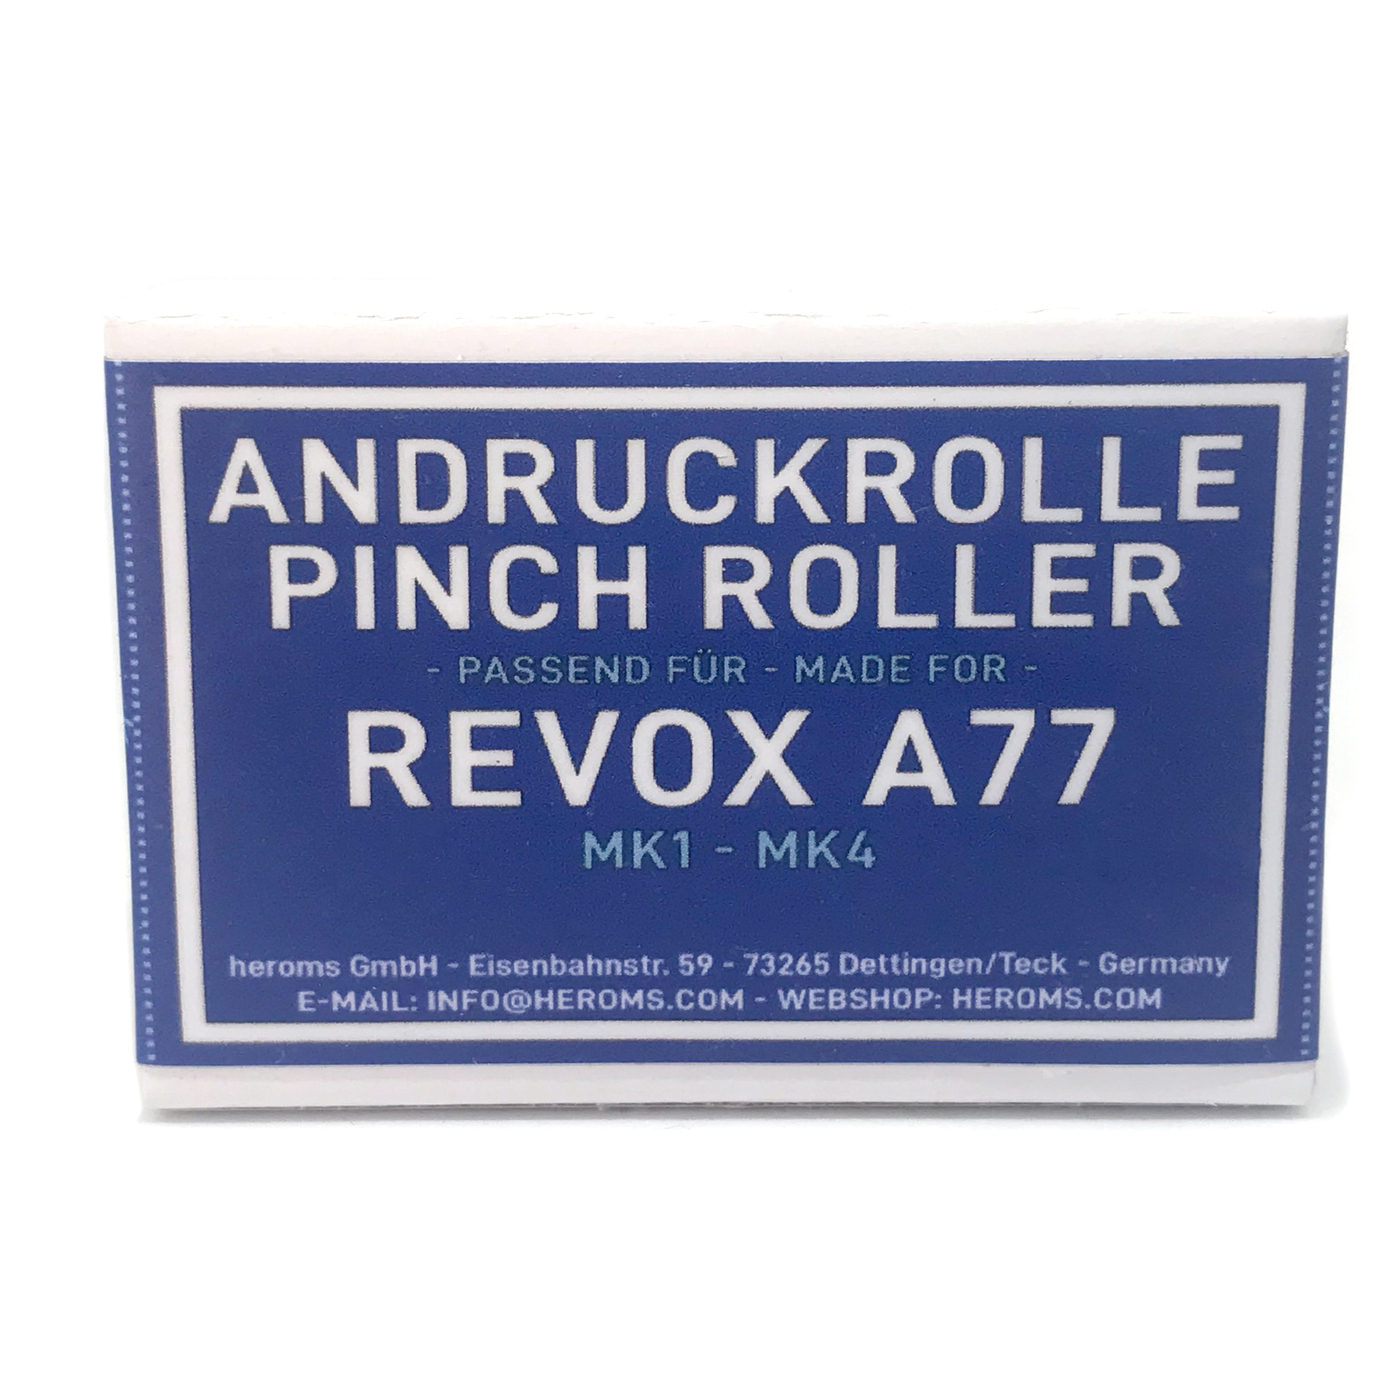 ANDRUCKROLLE
PINCH ROLLER
- PASSEND FÜR - MADE FOR -
REVOX A77
MK1 - MK4
heroms GmbH - Eisenbahnstr. 59 - 73265 Dettingen/Teck - Germany
E-MAIL: INFO@HEROMS.COM - WEBSHOP: HEROMS.COM